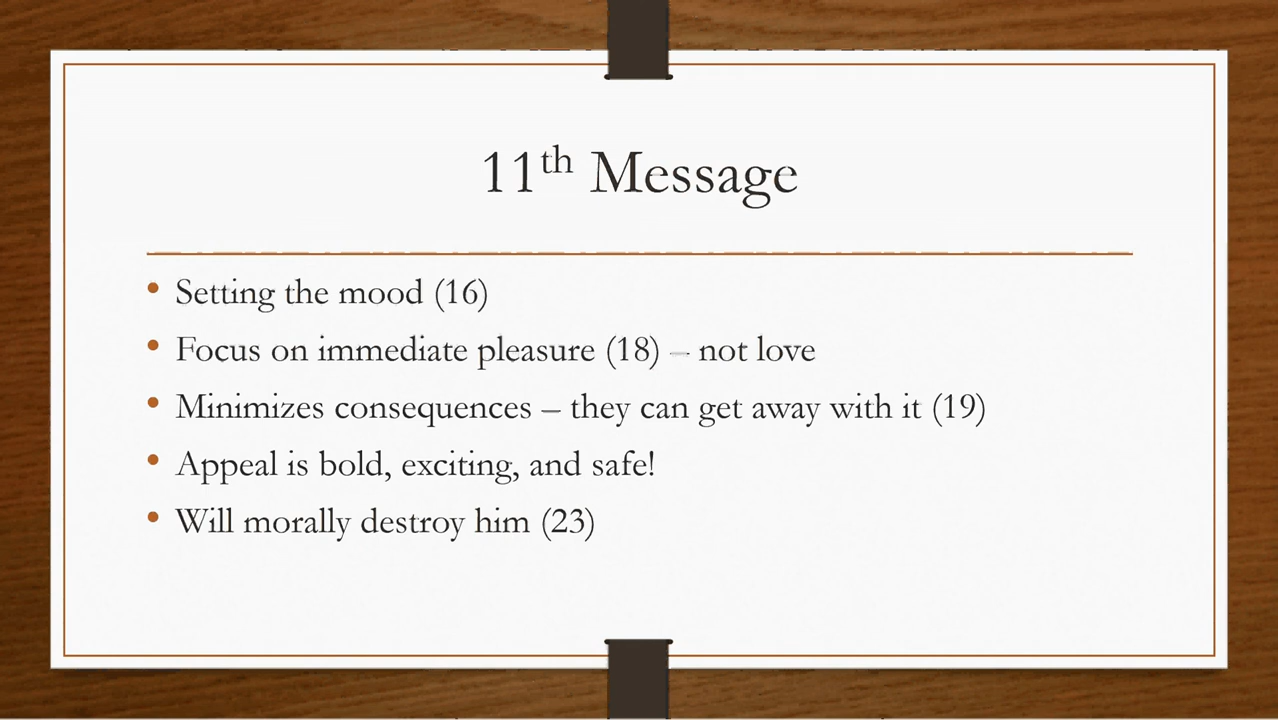 11th Message
• Setting the mood (16)
• Focus on immediate pleasure (18) – not love
• Minimizes consequences – they can get away with it (19)
• Appeal is bold, exciting, and safe!
• Will morally destroy him (23)